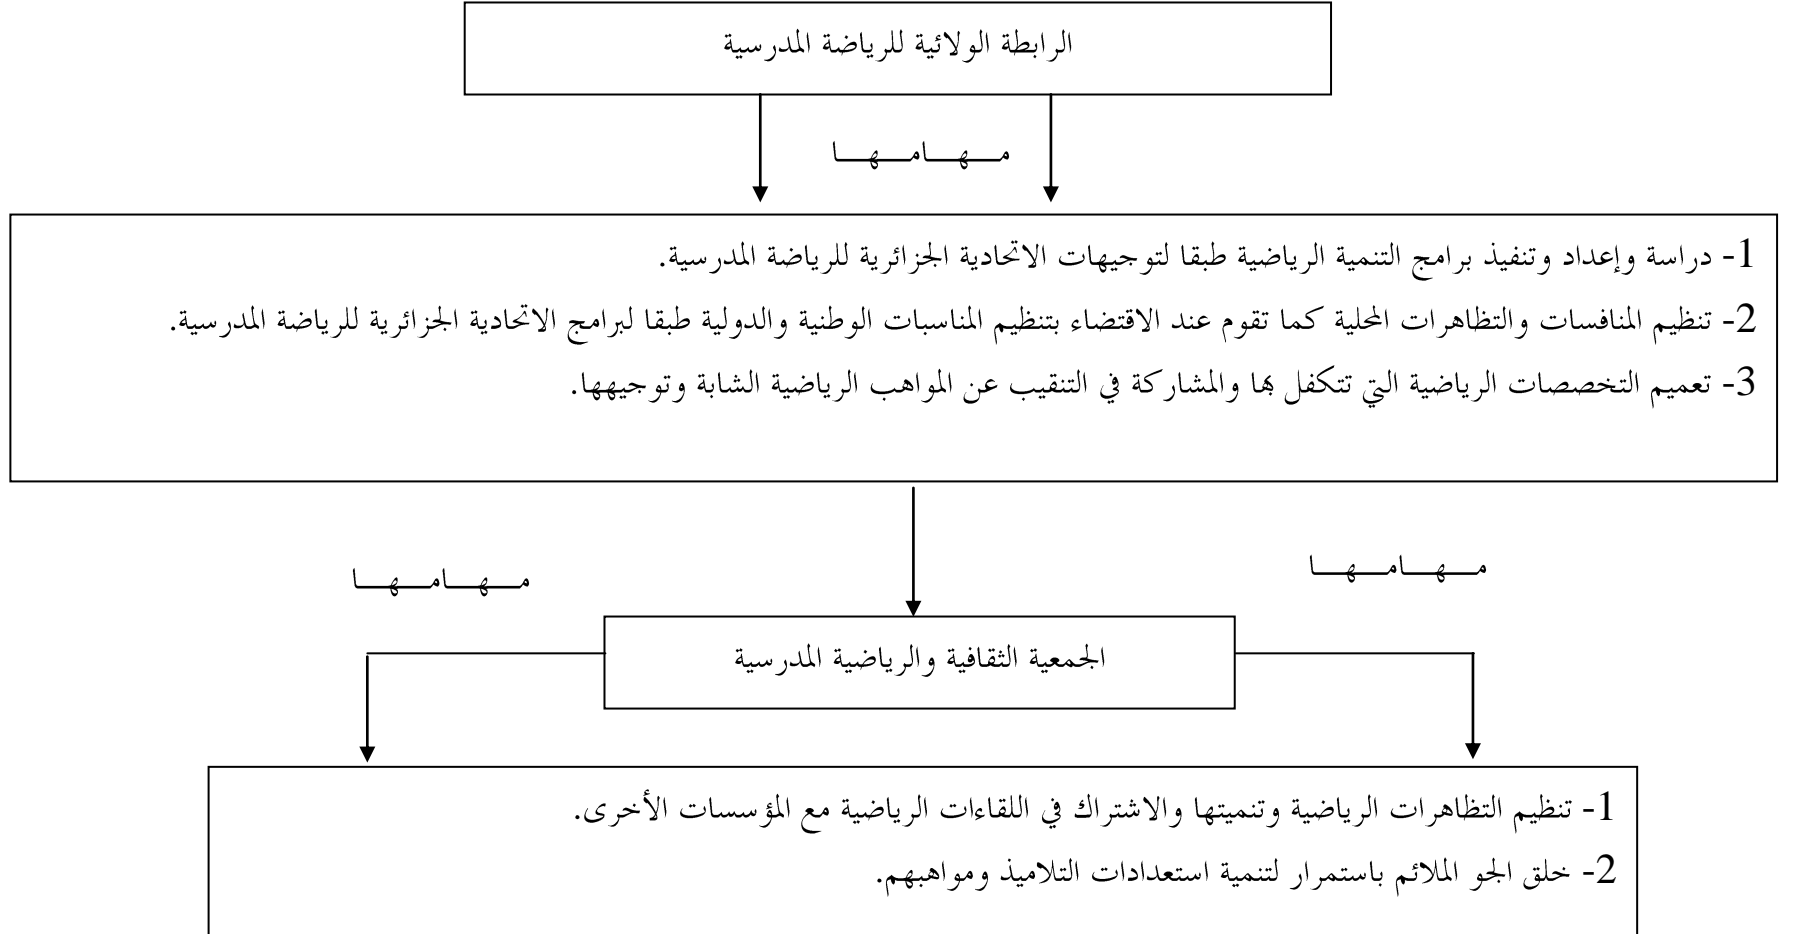 الرابطة الولائية للرياضة المدرسية
مـــهـــامـــهـــا
1- دراسة وإعداد وتنفيذ برامج التنمية الرياضية طبقا لتوجيهات الاتحادية الجزائرية للرياضة المدرسية.
2- تنظيم المنافسات والتظاهرات المحلية كما تقوم عند الاقتضاء بتنظيم المناسبات الوطنية والدولية طبقا لبرامج الاتحادية الجزائرية للرياضة المدرسية.
3- تعميم التخصصات الرياضية التي تتكفل بها والمشاركة في التنقيب عن المواهب الرياضية الشابة وتوجيهها.
مـــهـــامـــهـــا
مـــهـــامـــهـــا
الجمعية الثقافية والرياضية المدرسية
1- تنظيم التظاهرات الرياضية وتنميتها والاشتراك في اللقاءات الرياضية مع المؤسسات الأخرى.
2- خلق الجو الملائم باستمرار لتنمية استعدادات التلاميذ ومواهبهم.